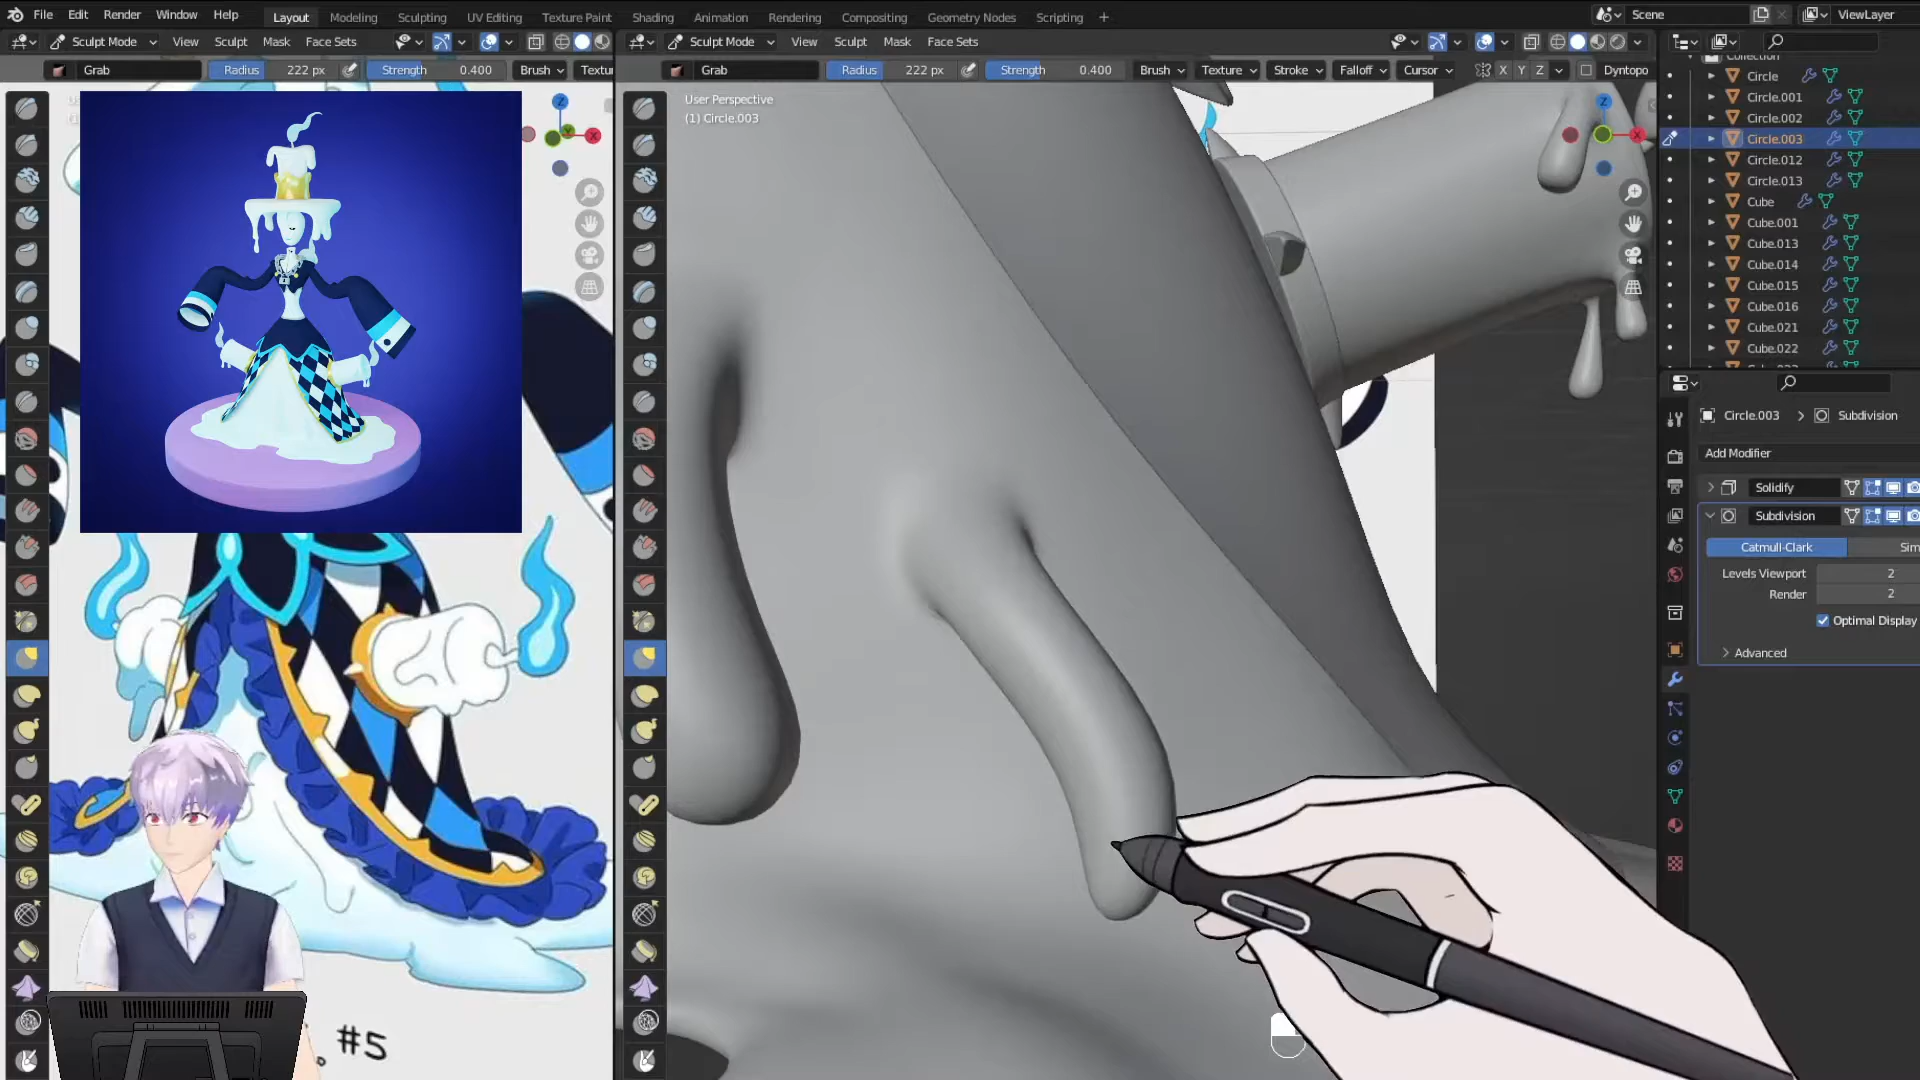 File Edit Render Window Help Layout Modeling Sculpting UV Editing Texture Paint Shading Animation Rendering Compositing Geometry Nodes Scripting + Scene ViewLayer
Sculpt Mode View Sculpt Mask Face Sets Sculpt Mode View Sculpt Mask Face Sets
Grab Radius 222 px Strength 0.400 Brush Textur Grab Radius 222 px Strength 0.400 Brush Texture Stroke Falloff Cursor X Y Z Dyntopo
User Perspective
(1) Circle.003
Z
X
Y
Z
X
Collection
Circle
Circle.001
Circle.002
Circle.003
Circle.012
Circle.013
Cube
Cube.001
Cube.013
Cube.014
Cube.015
Cube.016
Cube.021
Cube.022
Circle.003 > Subdivision
Add Modifier
Solidify
Subdivision
Catmull-Clark Sim
Levels Viewport 2
Render 2
Optimal Display
Advanced
#5